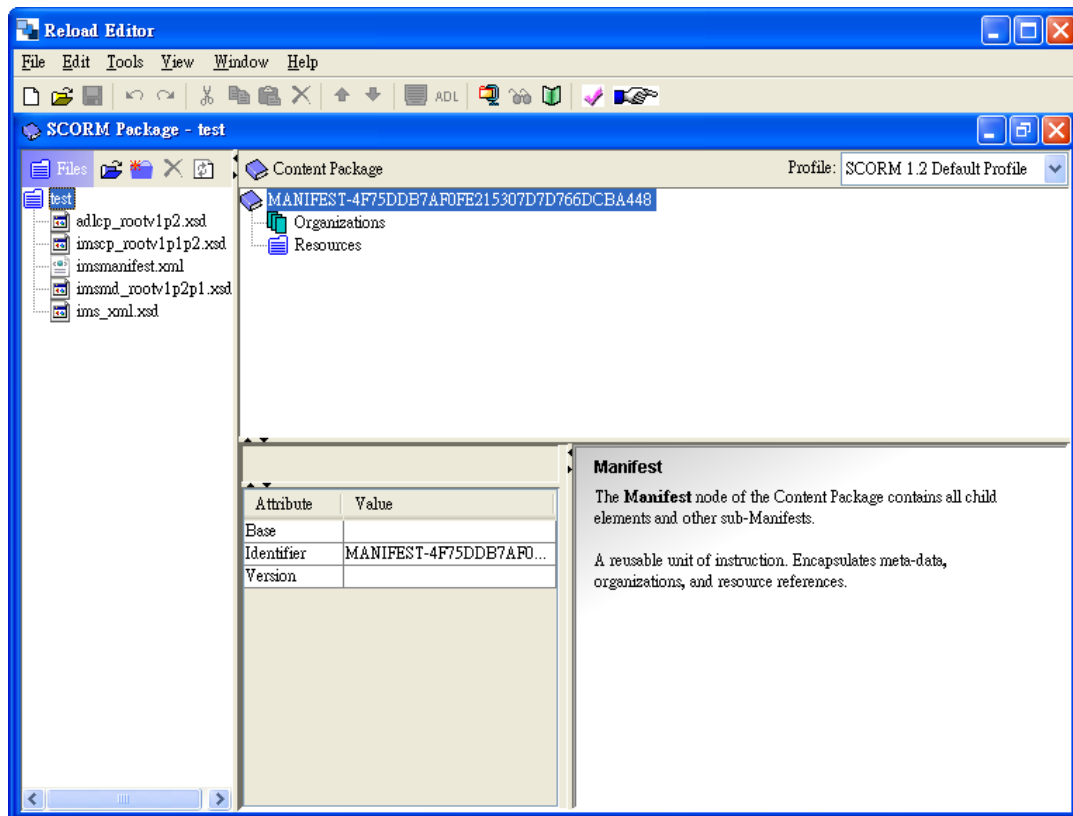 Reload Editor
File Edit Tools View Window Help
ADL
SCORM Package - test
Files
Content Package
Profile: SCORM 1.2 Default Profile
test
adlcp_rootv1p2.xsd
imscp_rootv1p1p2.xsd
imsmanifest.xml
imsmd_rootv1p2p1.xsd
ims_xml.xsd
MANIFEST-4F75DDB7AF0FE215307D7D766DCBA448
Organizations
Resources
Attribute Value
Base
Identifier MANIFEST-4F75DDB7AF0...
Version
Manifest
The Manifest node of the Content Package contains all child
elements and other sub-Manifests.
A reusable unit of instruction. Encapsulates meta-data,
organizations, and resource references.